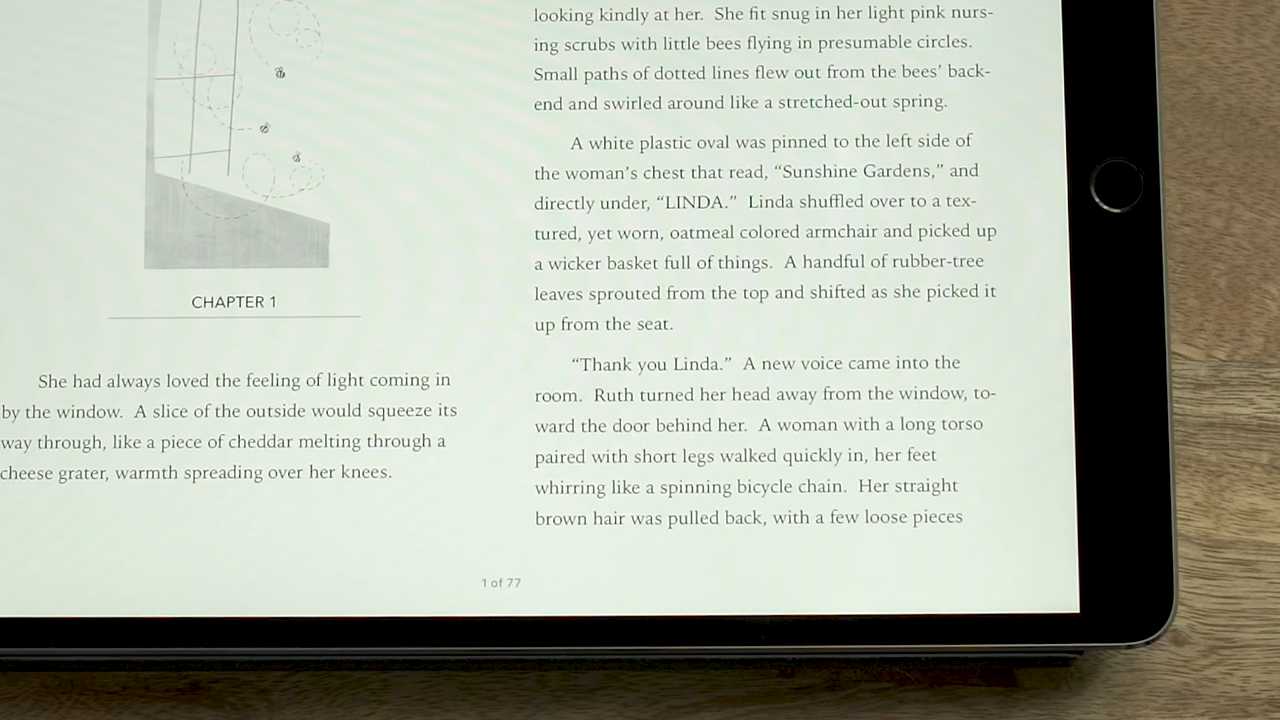 CHAPTER 1
She had always loved the feeling of light coming in
by the window.  A slice of the outside would squeeze its
way through, like a piece of cheddar melting through a
cheese grater, warmth spreading over her knees.
looking kindly at her.  She fit snug in her light pink nurs-
ing scrubs with little bees flying in presumable circles.
Small paths of dotted lines flew out from the bees’ back-
end and swirled around like a stretched-out spring.
A white plastic oval was pinned to the left side of
the woman’s chest that read, “Sunshine Gardens,” and
directly under, “LINDA.”  Linda shuffled over to a tex-
tured, yet worn, oatmeal colored armchair and picked up
a wicker basket full of things.  A handful of rubber-tree
leaves sprouted from the top and shifted as she picked it
up from the seat.
“Thank you Linda.”  A new voice came into the
room.  Ruth turned her head away from the window, to-
ward the door behind her.  A woman with a long torso
paired with short legs walked quickly in, her feet
whirring like a spinning bicycle chain.  Her straight
brown hair was pulled back, with a few loose pieces
1 of 77